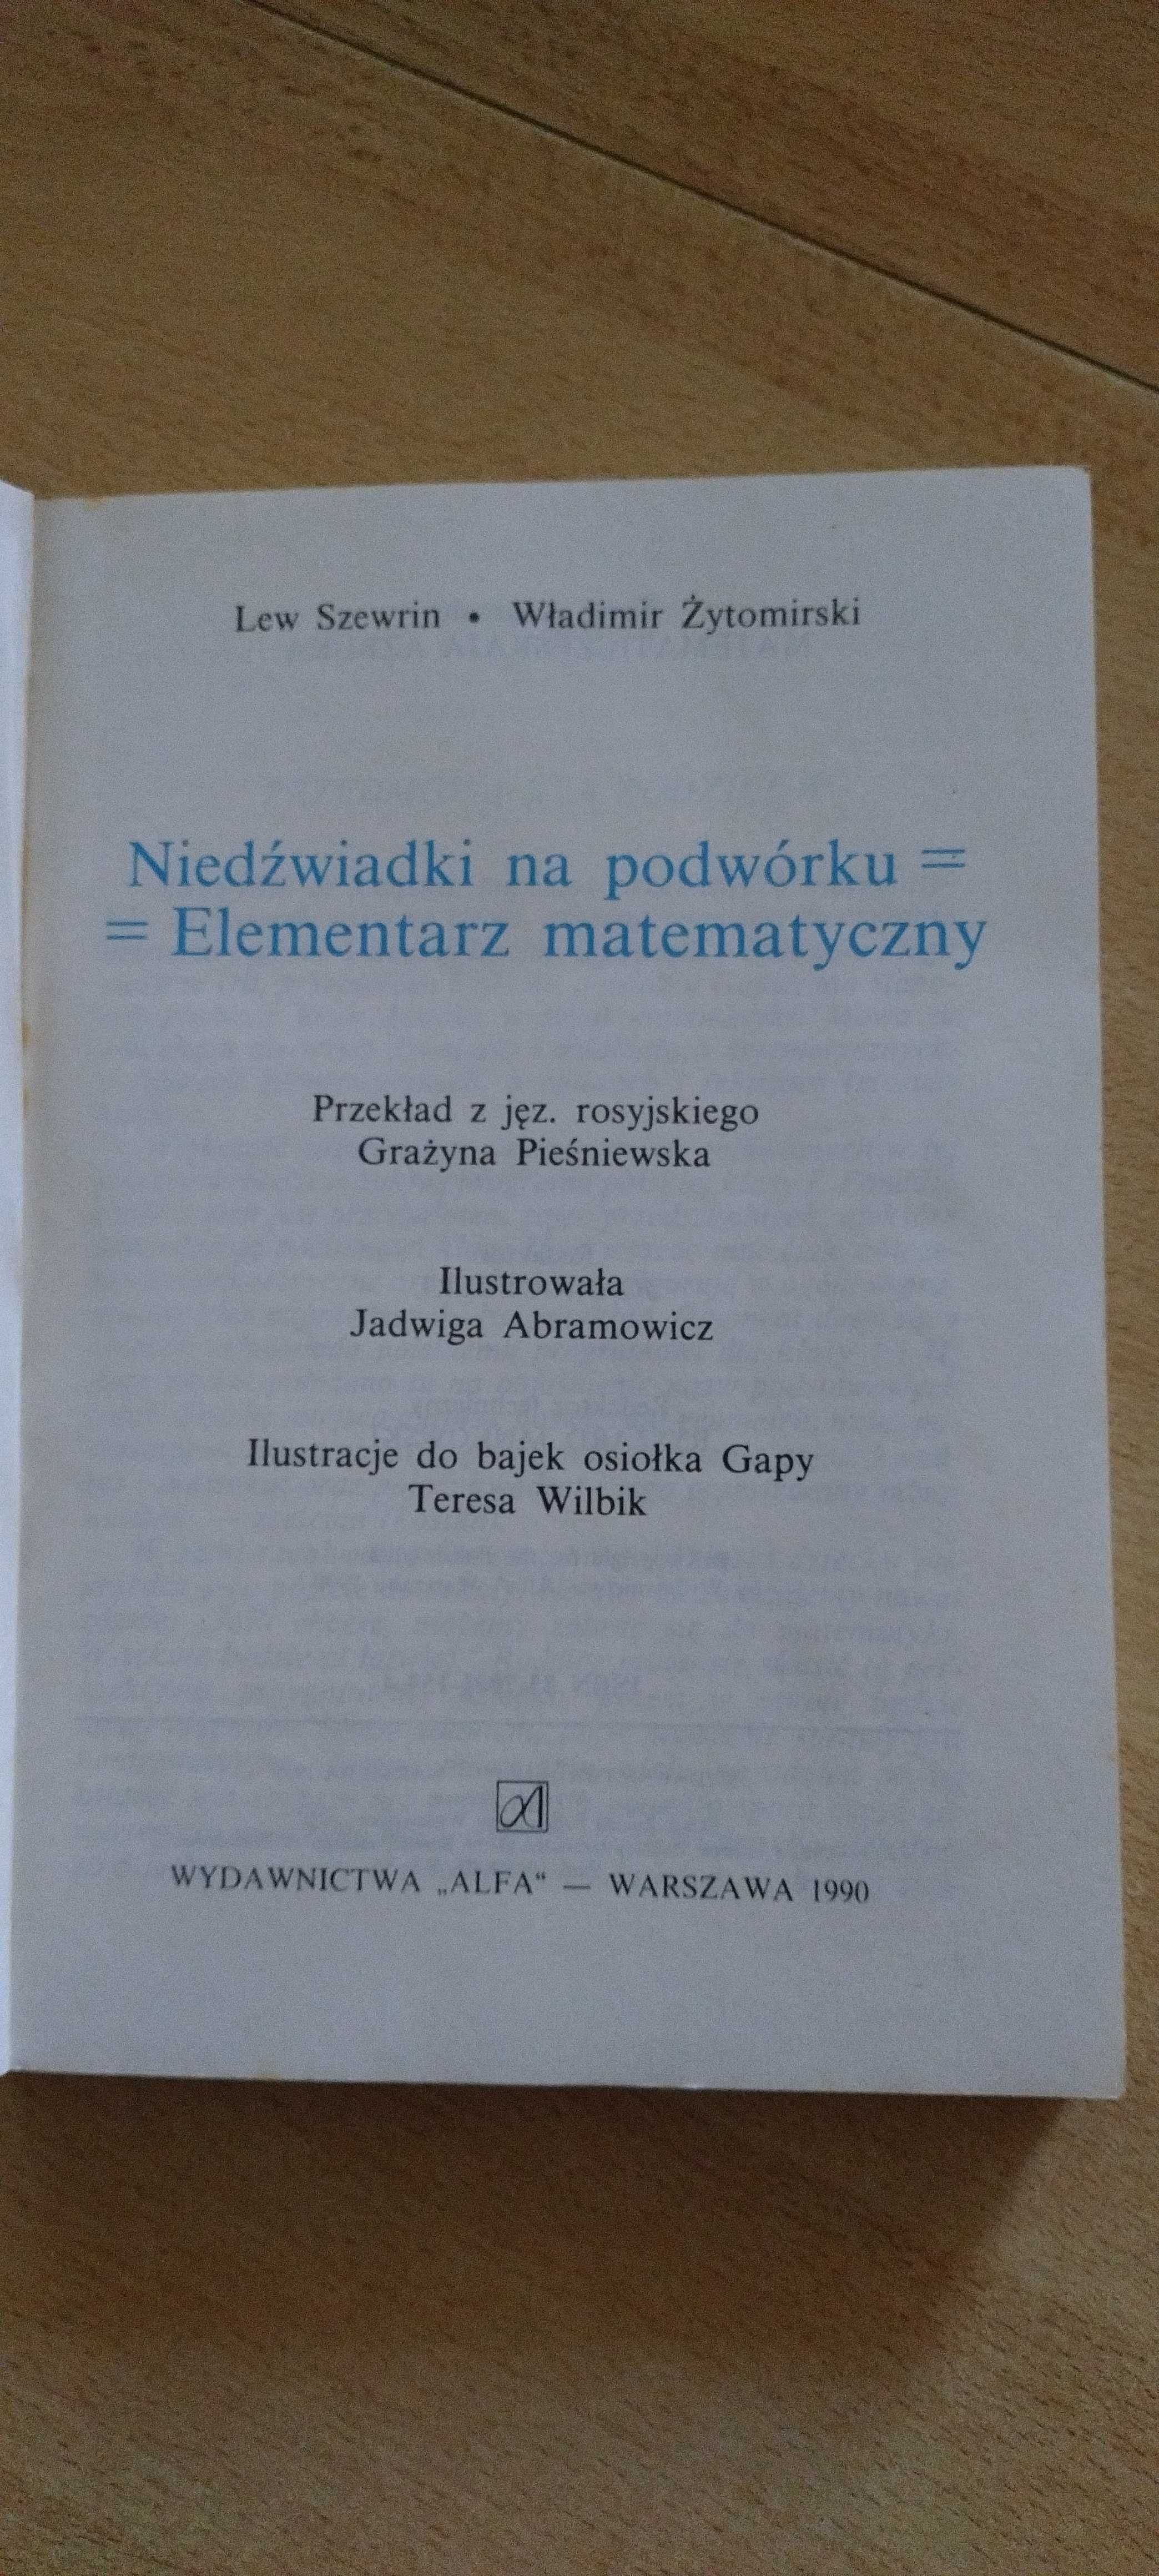 Lew Szewrin • Władimir Żytomirski
Niedźwiadki na podwórku =
= Elementarz matematyczny
Przekład z jęz. rosyjskiego
Grażyna Pieśniewska
Ilustrowała
Jadwiga Abramowicz
Ilustracje do bajek osiołka Gapy
Teresa Wilbik
WYDAWNICTWA „ALFA“ — WARSZAWA 1990